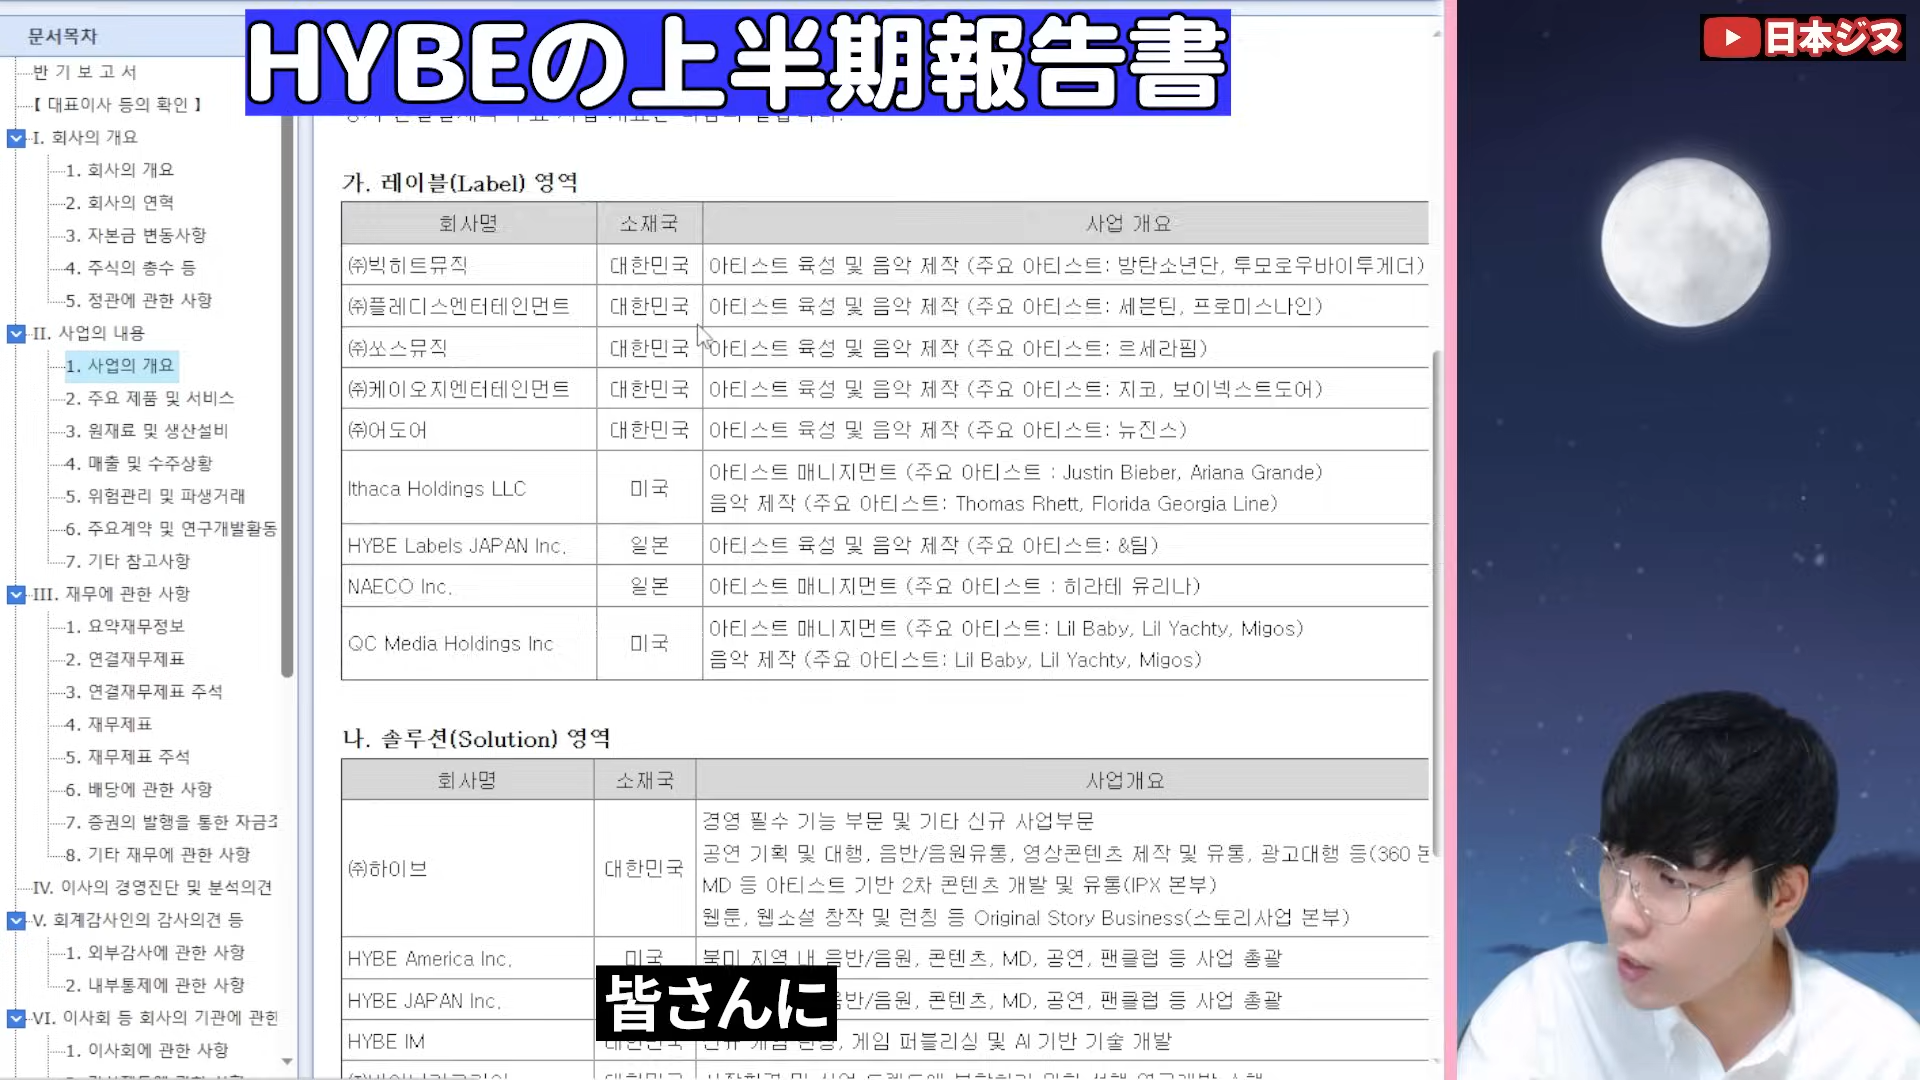 HYBEの上半期報告書
日本ジヌ
문서목차
반 기 보 고 서
【 대표이사 등의 확인 】
I. 회사의 개요
1. 회사의 개요
2. 회사의 연혁
3. 자본금 변동사항
4. 주식의 총수 등
5. 정관에 관한 사항
II. 사업의 내용
1. 사업의 개요
2. 주요 제품 및 서비스
3. 원재료 및 생산설비
4. 매출 및 수주상황
5. 위험관리 및 파생거래
6. 주요계약 및 연구개발활동
7. 기타 참고사항
III. 재무에 관한 사항
1. 요약재무정보
2. 연결재무제표
3. 연결재무제표 주석
4. 재무제표
5. 재무제표 주석
6. 배당에 관한 사항
7. 증권의 발행을 통한 자금조
8. 기타 재무에 관한 사항
IV. 이사의 경영진단 및 분석의견
V. 회계감사인의 감사의견 등
1. 외부감사에 관한 사항
2. 내부통제에 관한 사항
VI. 이사회 등 회사의 기관에 관한
1. 이사회에 관한 사항
가. 레이블(Label) 영역
회사명 소재국 사업 개요
㈜빅히트뮤직 대한민국 아티스트 육성 및 음악 제작 (주요 아티스트: 방탄소년단, 투모로우바이투게더)
㈜플레디스엔터테인먼트 대한민국 아티스트 육성 및 음악 제작 (주요 아티스트: 세븐틴, 프로미스나인)
㈜쏘스뮤직 대한민국 아티스트 육성 및 음악 제작 (주요 아티스트: 르세라핌)
㈜케이오지엔터테인먼트 대한민국 아티스트 육성 및 음악 제작 (주요 아티스트: 지코, 보이넥스트도어)
㈜어도어 대한민국 아티스트 육성 및 음악 제작 (주요 아티스트: 뉴진스)
Ithaca Holdings LLC 미국 아티스트 매니지먼트 (주요 아티스트 : Justin Bieber, Ariana Grande)
음악 제작 (주요 아티스트: Thomas Rhett, Florida Georgia Line)
HYBE Labels JAPAN Inc. 일본 아티스트 육성 및 음악 제작 (주요 아티스트: &팀)
NAECO Inc. 일본 아티스트 매니지먼트 (주요 아티스트 : 히라테 유리나)
QC Media Holdings Inc 미국 아티스트 매니지먼트 (주요 아티스트: Lil Baby, Lil Yachty, Migos)
음악 제작 (주요 아티스트: Lil Baby, Lil Yachty, Migos)
나. 솔루션(Solution) 영역
회사명 소재국 사업개요
㈜하이브 대한민국 경영 필수 기능 부문 및 기타 신규 사업부문
공연 기획 및 대행, 음반/음원유통, 영상콘텐츠 제작 및 유통, 광고대행 등(360 본
MD 등 아티스트 기반 2차 콘텐츠 개발 및 유통(IPX 본부)
웹툰, 웹소설 창작 및 런칭 등 Original Story Business(스토리사업 본부)
HYBE America Inc. 미국 북미 지역 내 음반/음원, 콘텐츠, MD, 공연, 팬클럽 등 사업 총괄
HYBE JAPAN Inc. 음반/음원, 콘텐츠, MD, 공연, 팬클럽 등 사업 총괄
HYBE IM 대한민국 게임 퍼블리싱 및 AI 기반 기술 개발
皆さんに